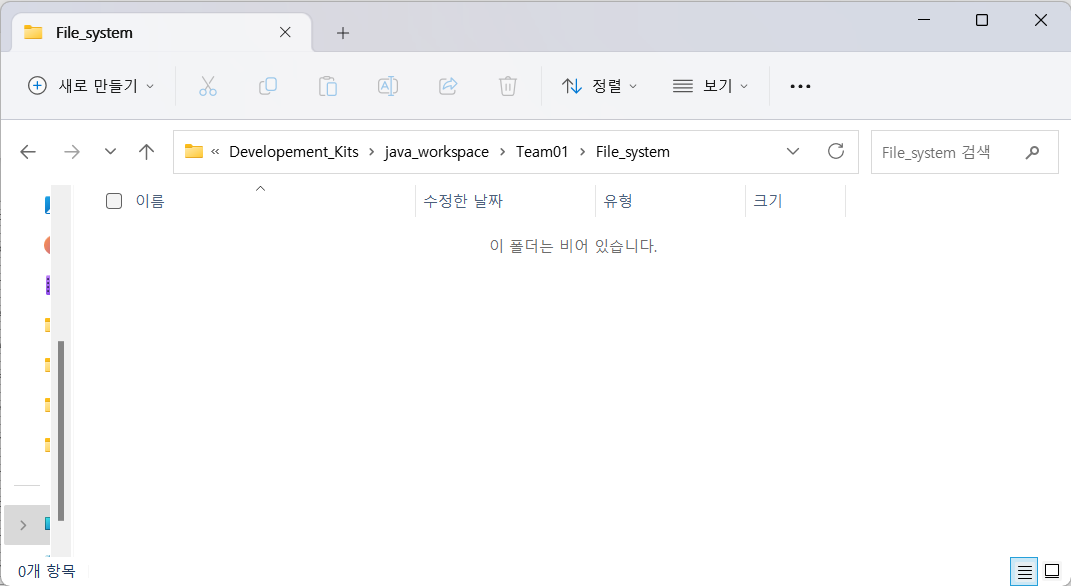 File_system
새로 만들기
정렬
보기
« Developement_Kits > java_workspace > Team01 > File_system
File_system 검색
이름 수정한 날짜 유형 크기
이 폴더는 비어 있습니다.
0개 항목